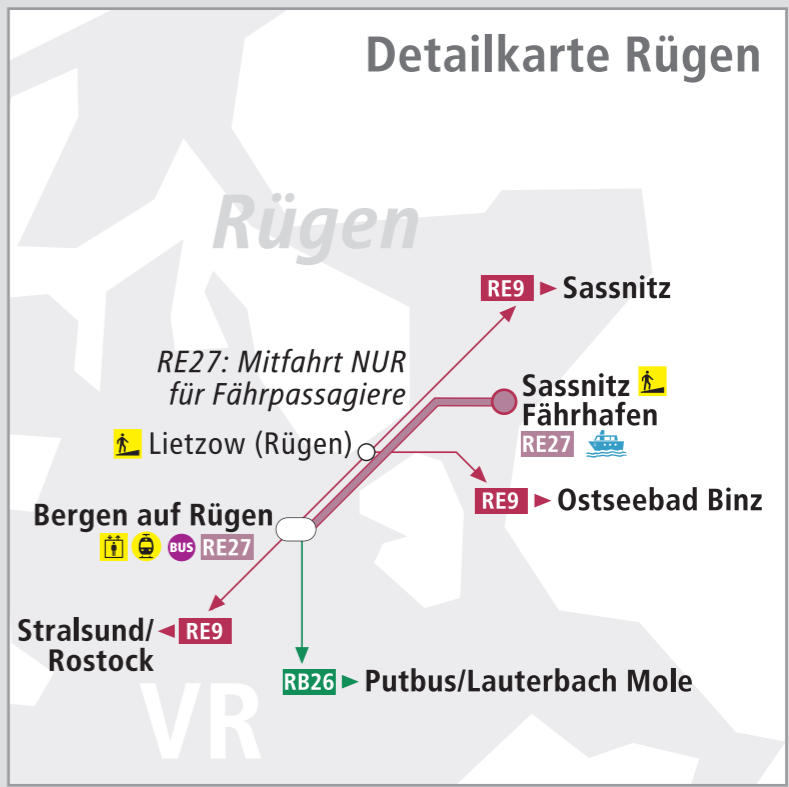 Detailkarte Rügen
Rügen
RE9 Sassnitz
RE27: Mitfahrt NUR
für Fährpassagiere
Sassnitz
Fährhafen
RE27
Lietzow (Rügen)
RE9 Ostseebad Binz
Bergen auf Rügen
BUS RE27
Stralsund/
Rostock
RE9
RB26 Putbus/Lauterbach Mole
VR